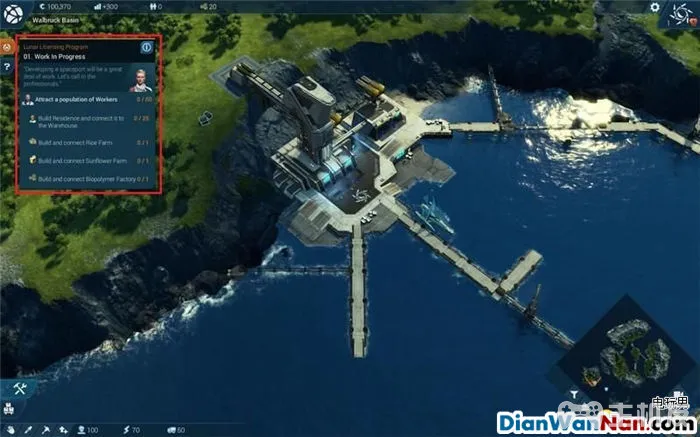 100,370
+300
0
20
Walbruck Basin
Lunar Licensing Program
01. Work In Progress
"Developing a spaceport will be a great deal of work. Let's call in the professionals."
Attract a population of Workers 0 / 60
Build Residence and connect it to the Warehouse 0 / 25
Build and connect Rice Farm 0 / 1
Build and connect Sunflower Farm 0 / 1
Build and connect Biopolymer Factory 0 / 1
100
70
50
电玩男
DianWanNan.com